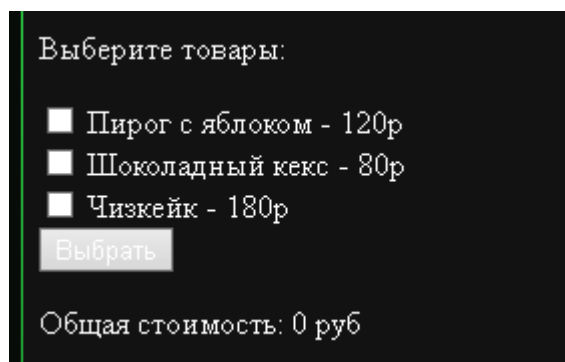 Выберите товары:
Пирог с яблоком - 120р
Шоколадный кекс - 80р
Чизкейк - 180р
Выбрать
Общая стоимость: 0 руб